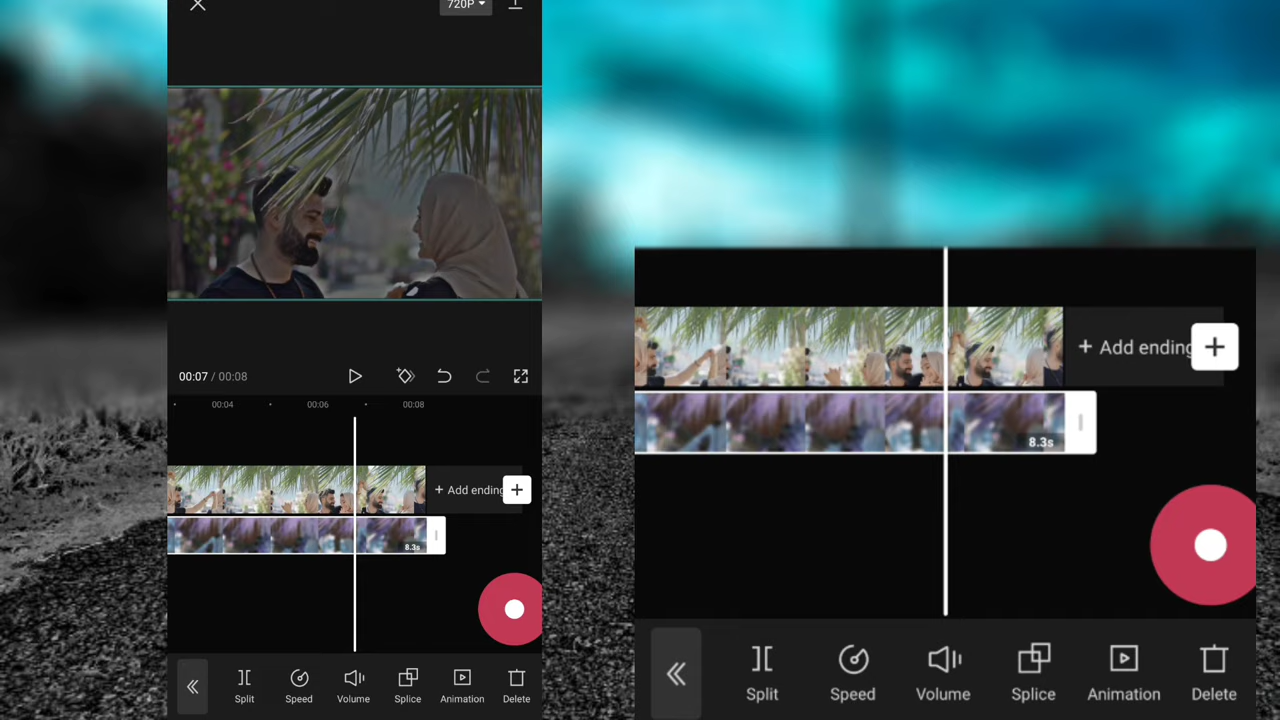 720P
00:07 / 00:08
00:04 00:06 00:08
+ Add ending
8.3s
Split Speed Volume Splice Animation Delete
+ Add ending
8.3s
Split Speed Volume Splice Animation Delete